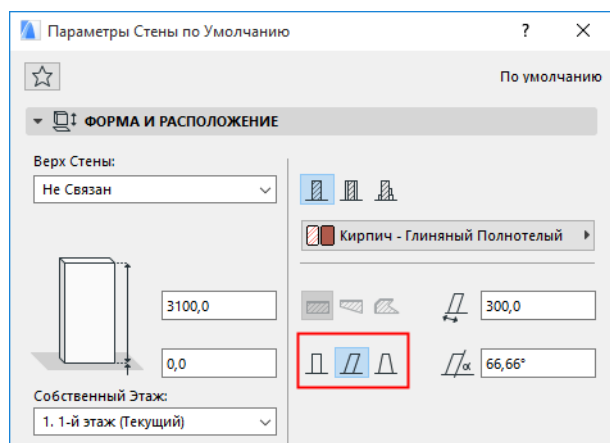 Параметры Стены по Умолчанию ?
По умолчанию
ФОРМА И РАСПОЛОЖЕНИЕ
Верх Стены:
Не Связан
Кирпич - Глиняный Полнотелый
3100,0
300,0
0,0
α 66,66°
Собственный Этаж:
1. 1-й этаж (Текущий)